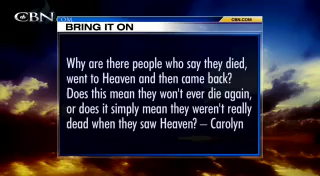 CBN
.COM
CBN.COM
BRING IT ON
Why are there people who say they died,
went to Heaven and then came back?
Does this mean they won't ever die again,
or does it simply mean they weren't really
dead when they saw Heaven? – Carolyn